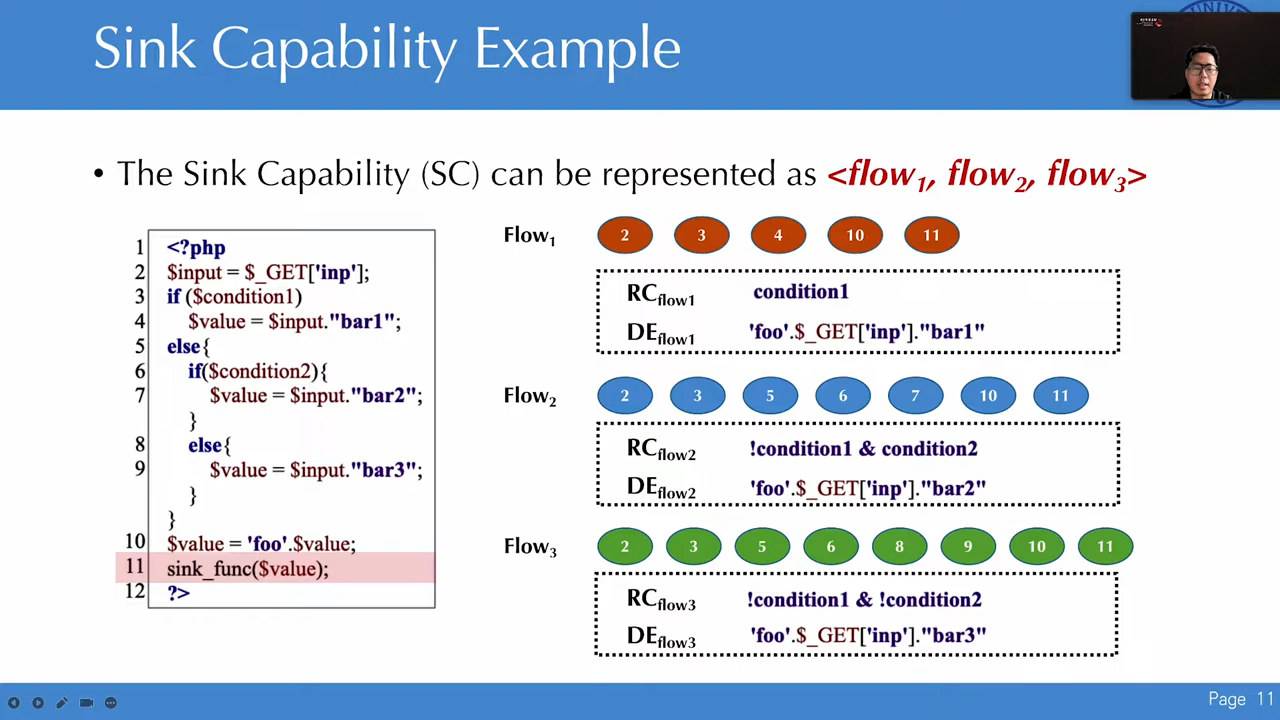 Sink Capability Example
UNIVE
• The Sink Capability (SC) can be represented as <flow1, flow2, flow3>
1 <?php
2 $input = $_GET['inp'];
3 if ($condition1)
4 $value = $input."bar1";
5 else{
6 if($condition2){
7 $value = $input."bar2";
}
8 else{
9 $value = $input."bar3";
}
}
10 $value = 'foo'.$value;
11 sink_func($value);
12 ?>
Flow1 2 3 4 10 11
RCflow1 condition1
DEflow1 'foo'.$_GET['inp']."bar1"
Flow2 2 3 5 6 7 10 11
RCflow2 !condition1 & condition2
DEflow2 'foo'.$_GET['inp']."bar2"
Flow3 2 3 5 6 8 9 10 11
RCflow3 !condition1 & !condition2
DEflow3 'foo'.$_GET['inp']."bar3"
Page 11